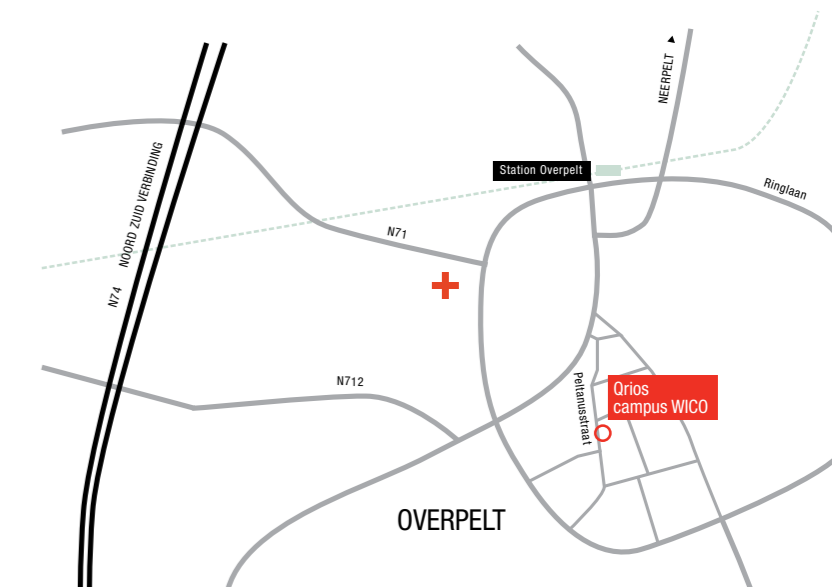 NEERPELT
NOORD ZUID VERBINDING
Station Overpelt
Ringlaan
N71
N74
N712
Peltanusstraat
Qrios
campus WICO
OVERPELT